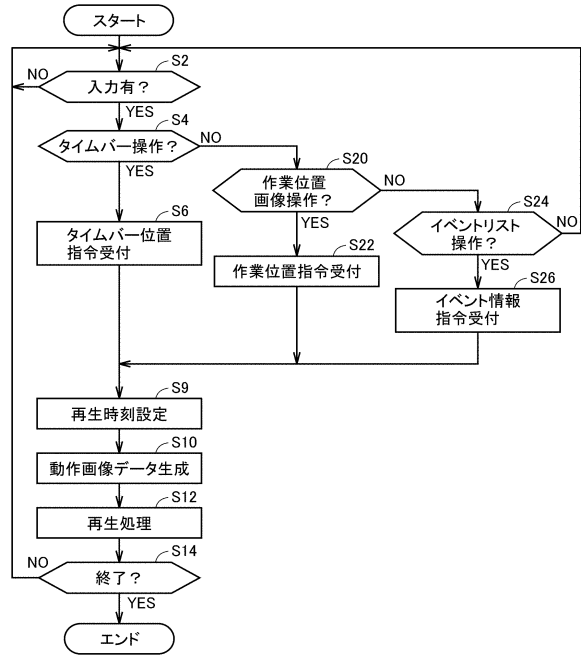 スタート
NO
S2
入力有？
YES
S4
タイムバー操作？
NO
YES
S20
作業位置
画像操作？
NO
YES
S24
イベントリスト
操作？
NO
YES
S6
タイムバー位置
指令受付
S22
作業位置指令受付
S26
イベント情報
指令受付
S9
再生時刻設定
S10
動作画像データ生成
S12
再生処理
S14
NO
終了？
YES
エンド